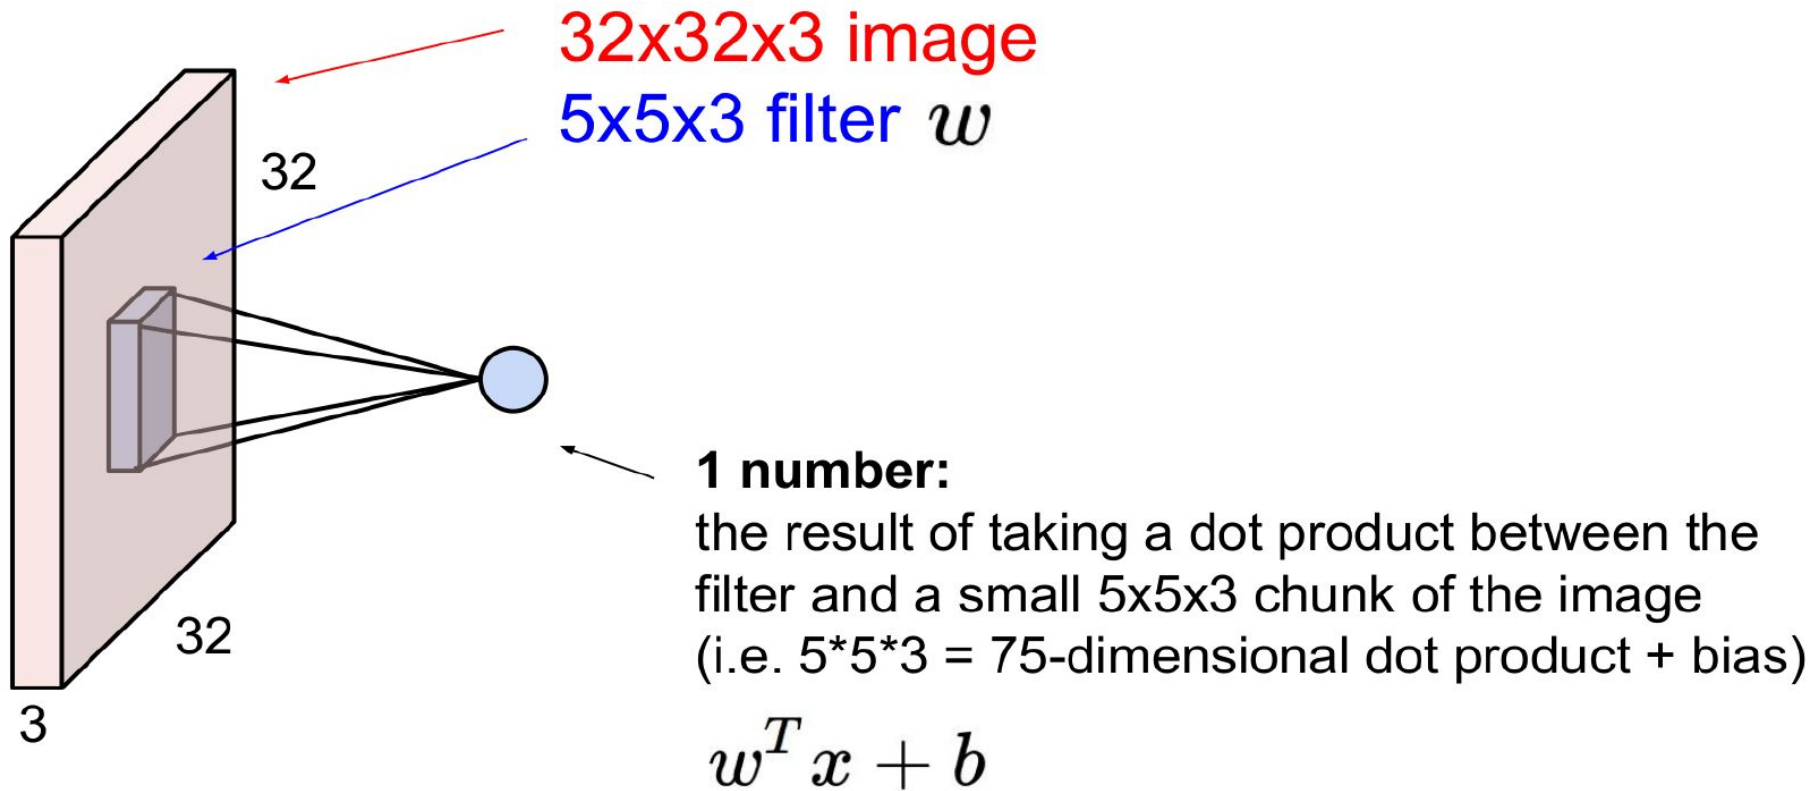 32x32x3 image
5x5x3 filter w
32
32
3
1 number:
the result of taking a dot product between the
filter and a small 5x5x3 chunk of the image
(i.e. 5*5*3 = 75-dimensional dot product + bias)
w^T x + b